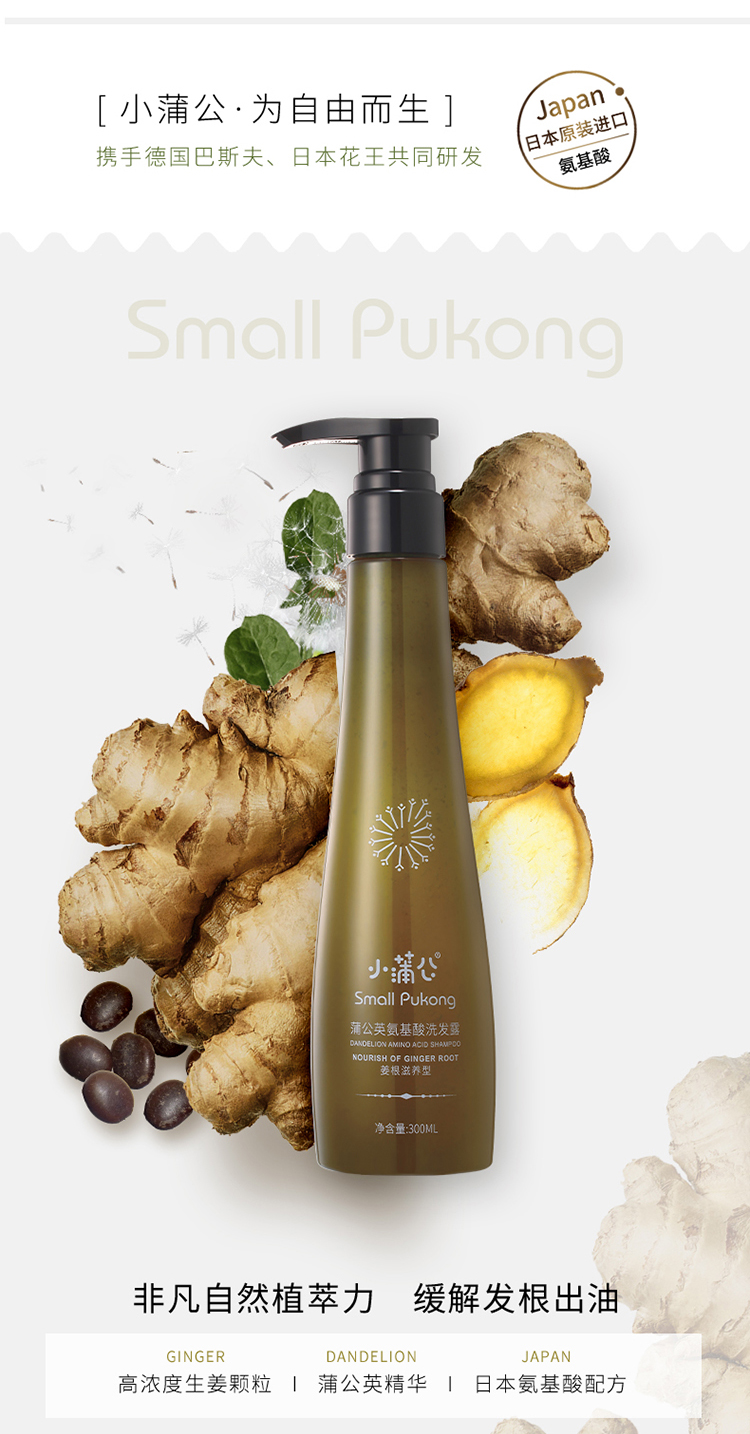 [ 小蒲公·为自由而生 ]
携手德国巴斯夫、日本花王共同研发
Japan
日本原装进口
氨基酸
Small Pukong
小蒲公®
Small Pukong
蒲公英氨基酸洗发露
DANDELION AMINO ACID SHAMPOO
NOURISH OF GINGER ROOT
姜根滋养型
净含量:300ML
非凡自然植萃力 缓解发根出油
GINGER DANDELION JAPAN
高浓度生姜颗粒 | 蒲公英精华 | 日本氨基酸配方